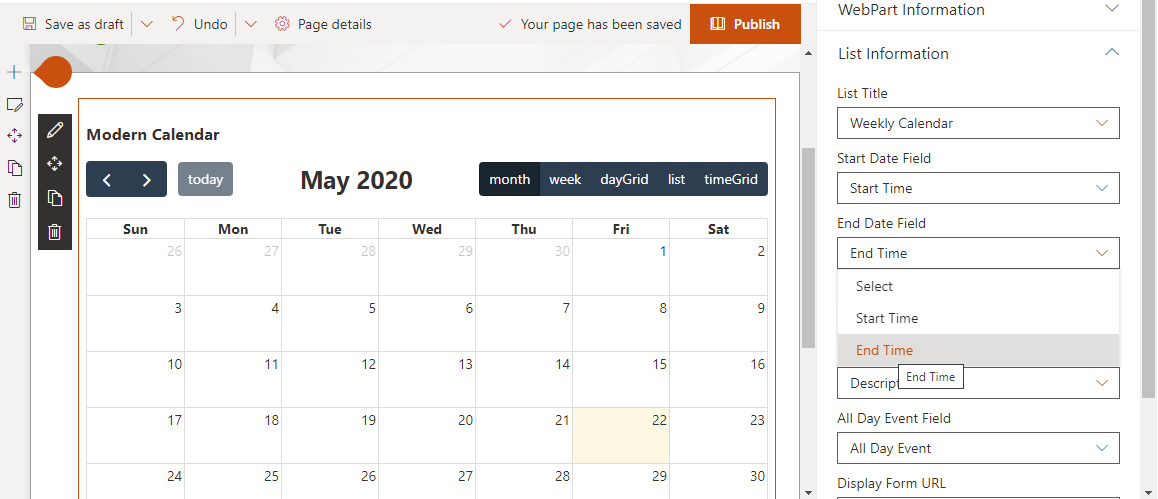 Save as draft
Undo
Page details
Your page has been saved
Publish
Modern Calendar
today
May 2020
month
week
dayGrid
list
timeGrid
Sun Mon Tue Wed Thu Fri Sat
26 27 28 29 30 1 2
3 4 5 6 7 8 9
10 11 12 13 14 15 16
17 18 19 20 21 22 23
24 25 26 27 28 29 30
WebPart Information
List Information
List Title
Weekly Calendar
Start Date Field
Start Time
End Date Field
End Time
Select
Start Time
End Time
End Time
All Day Event Field
All Day Event
Display Form URL